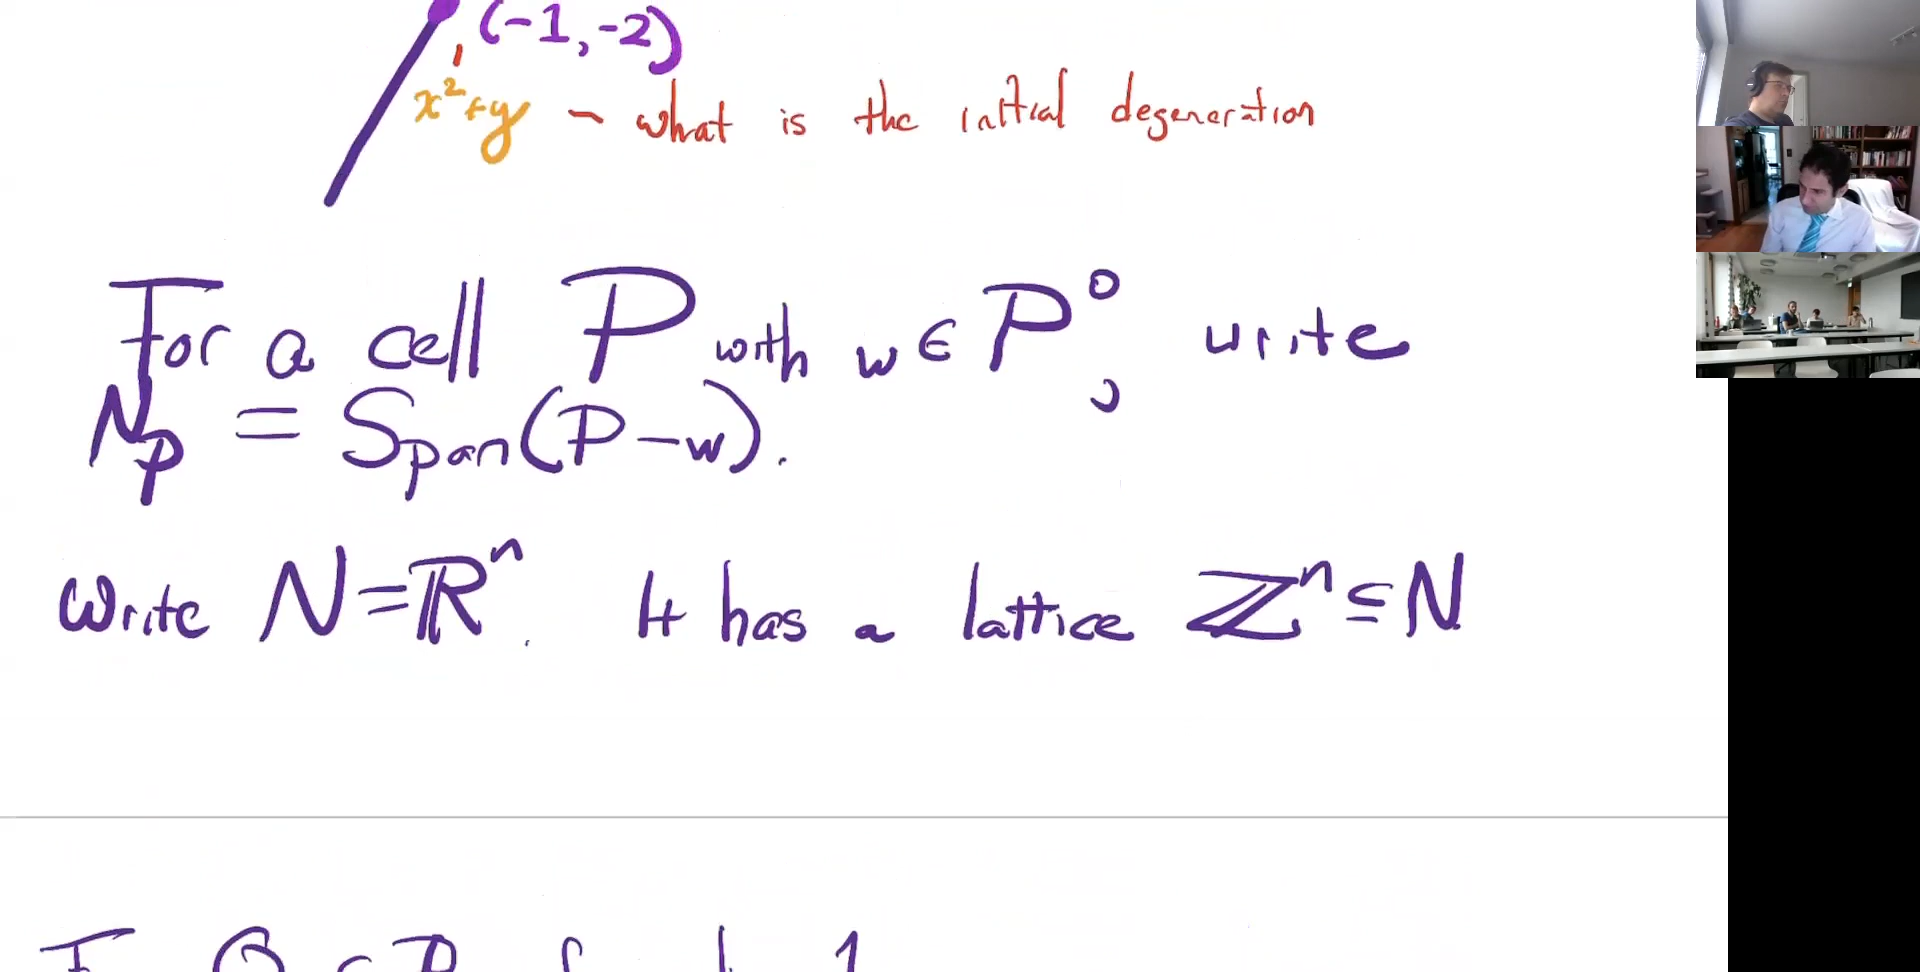 (-1,-2)
x²+y - what is the initial degeneration
For a cell P with w ∈ P°, write
N_P = Span(P-w).
Write N=ℝⁿ. It has a lattice ℤⁿ⊆N